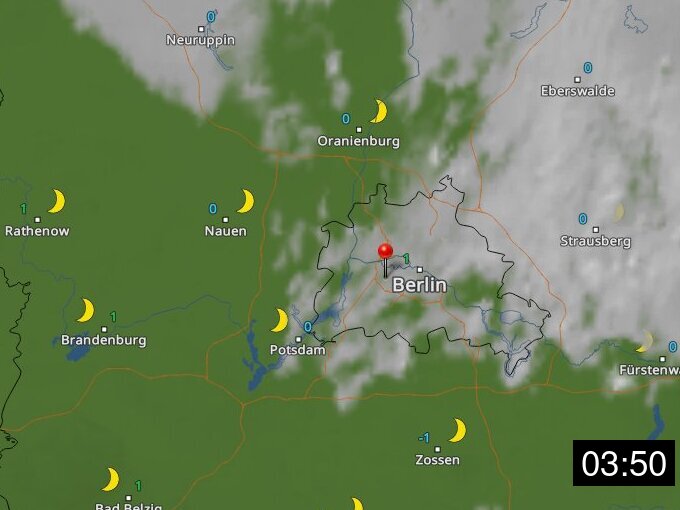 0
Neuruppin
0
Eberswalde
0
Oranienburg
1
Rathenow
0
Nauen
0
Strausberg
1
Berlin
1
Brandenburg
0
Potsdam
0
Fürstenwa
-1
Zossen
03:50
1
Bad Belzig